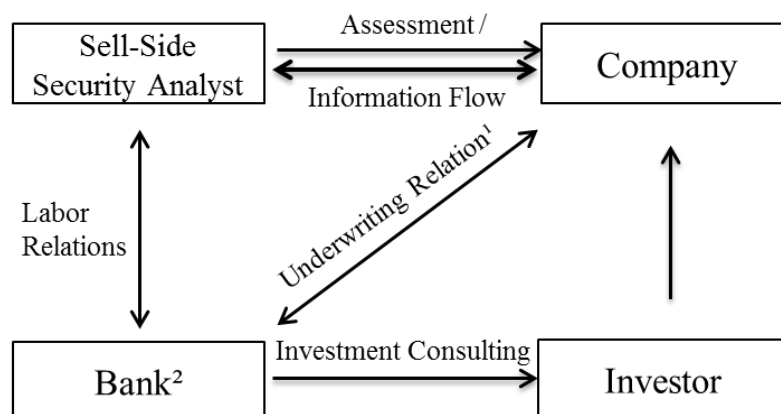 Sell-Side
Security Analyst
Assessment /
Information Flow
Company
Labor
Relations
Underwriting Relation¹
Bank²
Investment Consulting
Investor